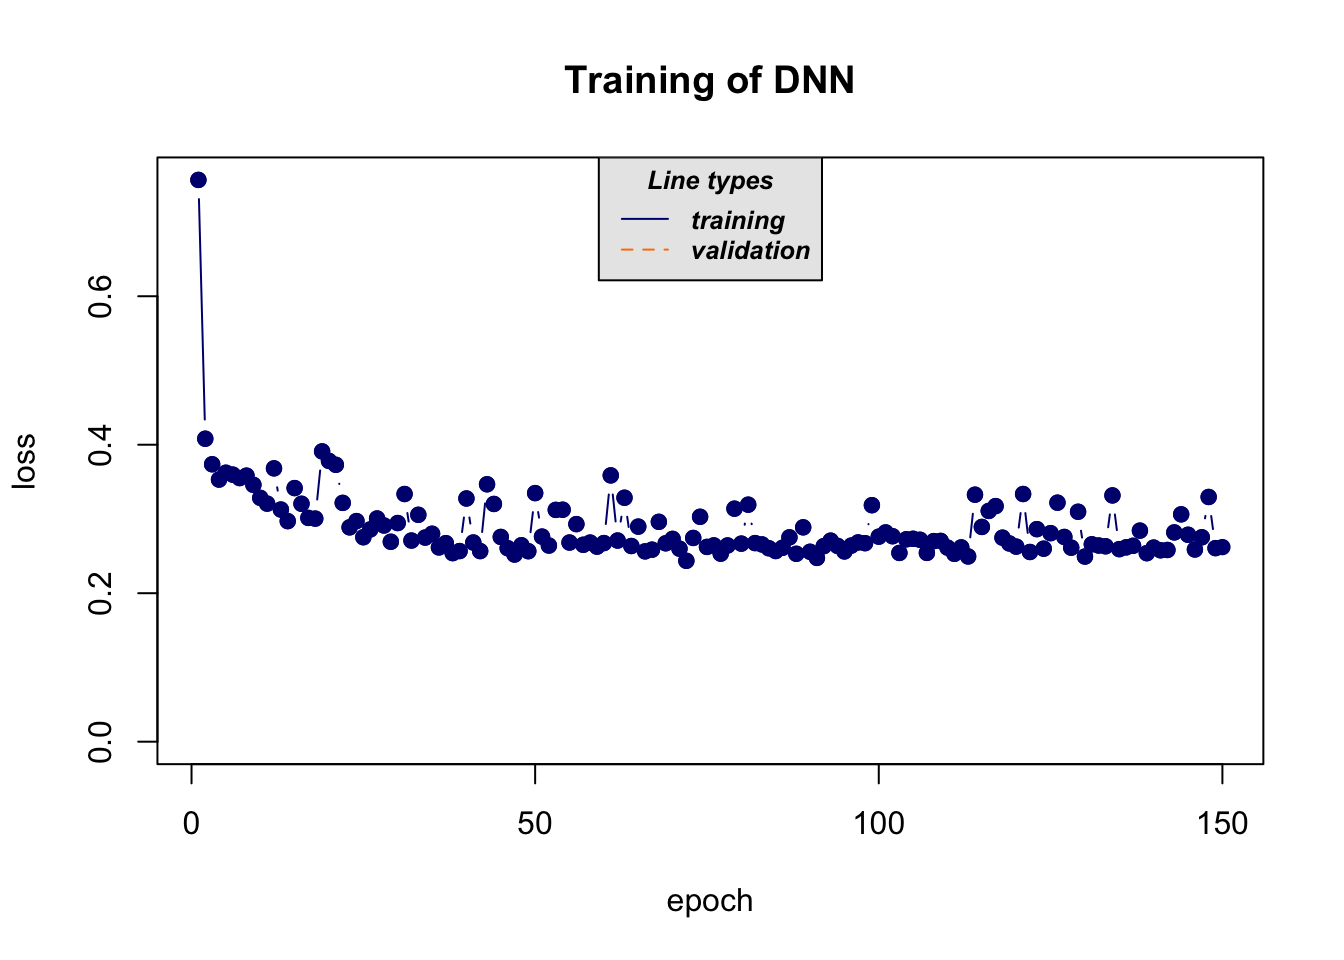 Training of DNN
Line types
training
validation
loss
0.6
0.4
0.2
0.0
0 50 100 150
epoch